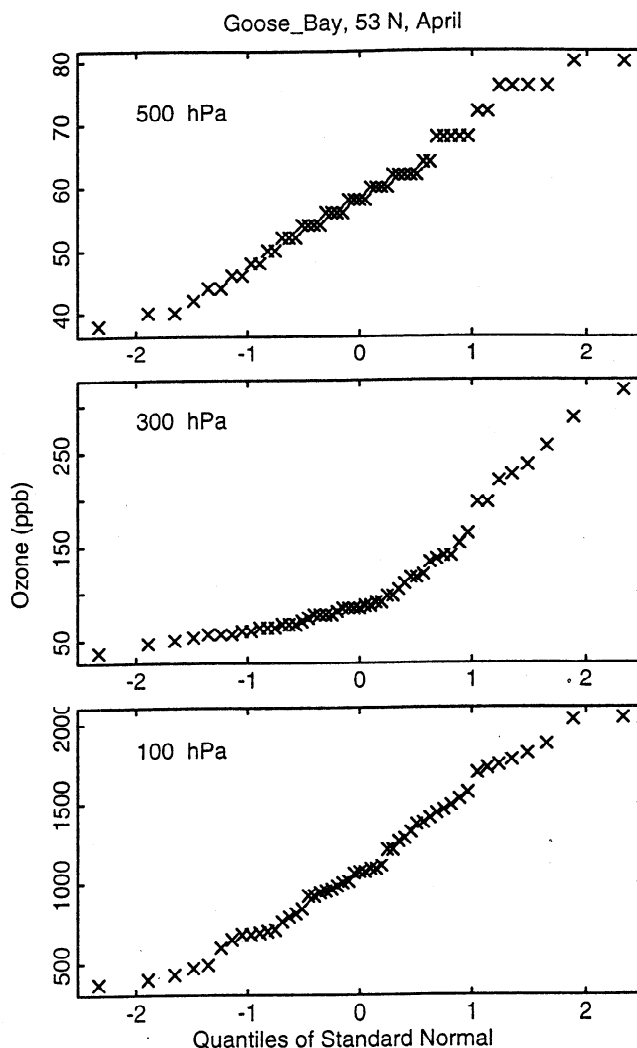 Goose_Bay, 53 N, April
500 hPa
80
70
60
50
40
-2 -1 0 1 2
300 hPa
250
150
50
-2 -1 0 1 2
Ozone (ppb)
100 hPa
2000
1500
1000
500
-2 -1 0 1 2
Quantiles of Standard Normal